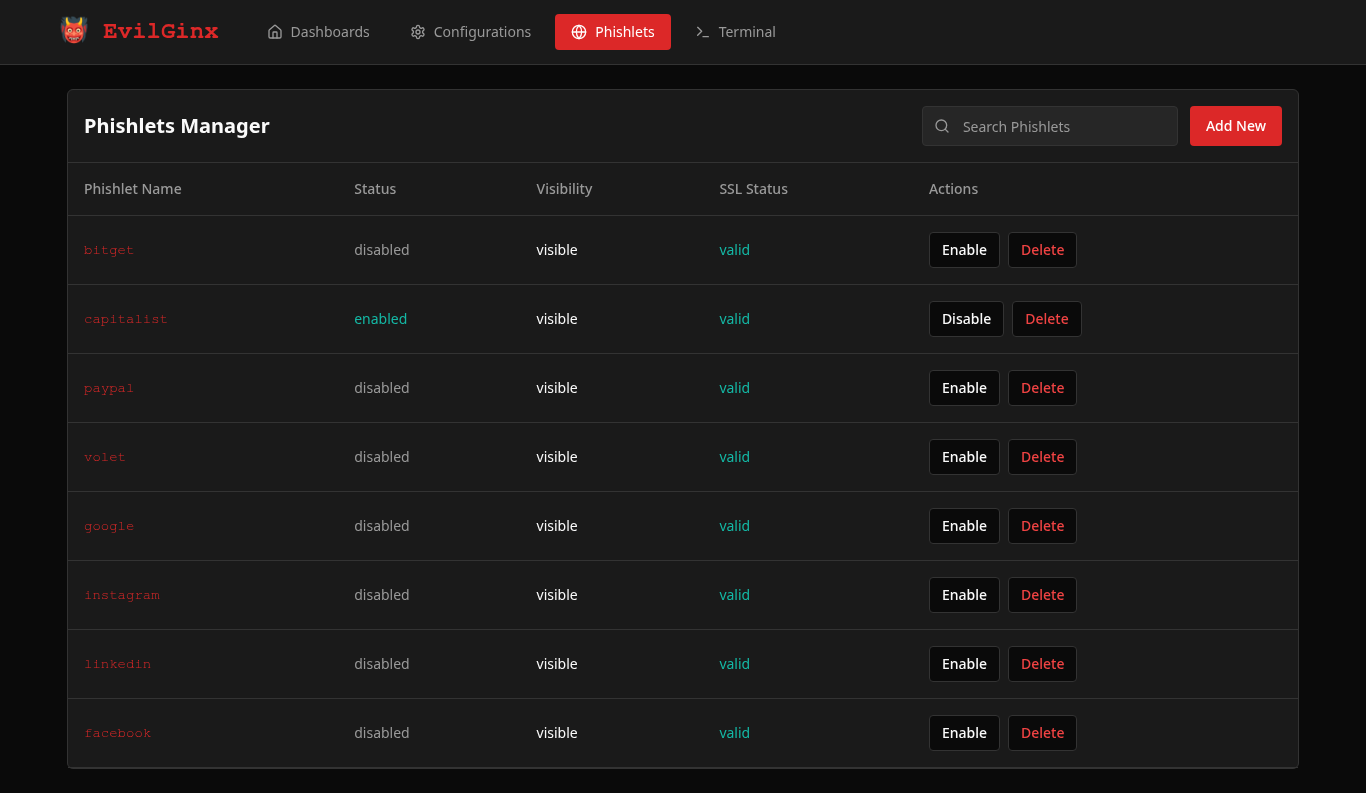 EvilGinx Dashboards Configurations Phishlets Terminal
Phishlets Manager Search Phishlets Add New
Phishlet Name Status Visibility SSL Status Actions
bitget disabled visible valid Enable Delete
capitalist enabled visible valid Disable Delete
paypal disabled visible valid Enable Delete
volet disabled visible valid Enable Delete
google disabled visible valid Enable Delete
instagram disabled visible valid Enable Delete
linkedin disabled visible valid Enable Delete
facebook disabled visible valid Enable Delete